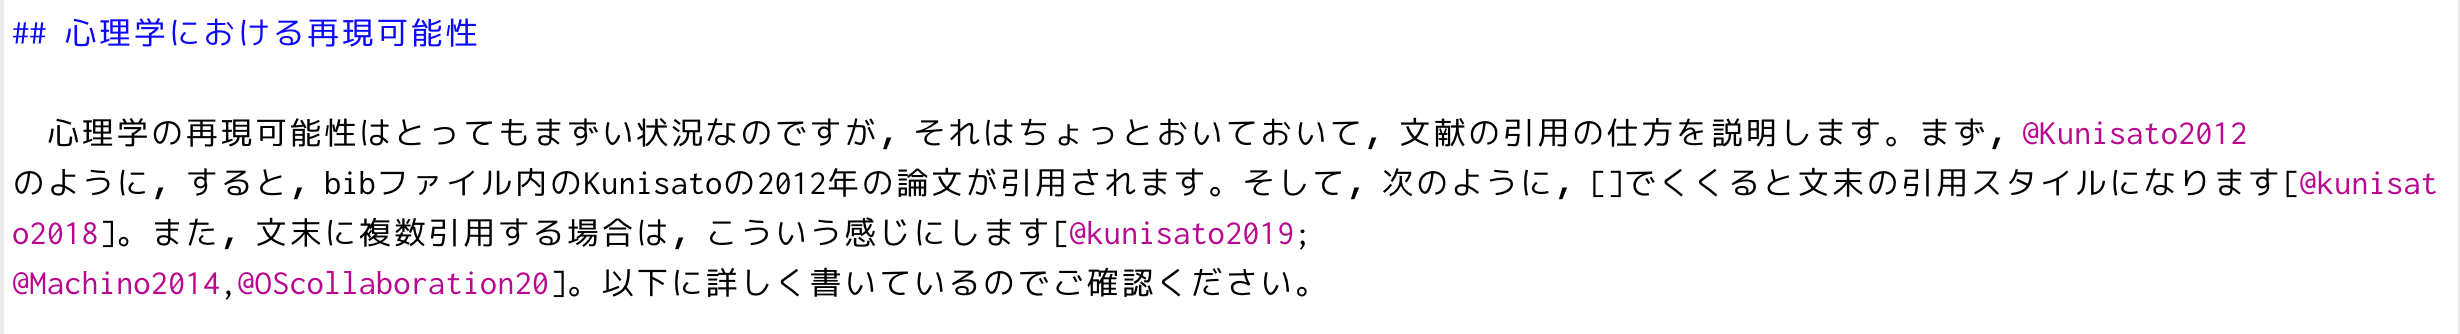 ## 心理学における再現可能性
　心理学の再現可能性はとってもまずい状況なのですが，それはちょっとおいておいて，文献の引用の仕方を説明します。まず，@Kunisato2012
のように，すると，bibファイル内のKunisatoの2012年の論文が引用されます。そして，次のように，[]でくくると文末の引用スタイルになります[@kunisat
o2018]。また，文末に複数引用する場合は，こういう感じにします[@kunisato2019;
@Machino2014,@OScollaboration20]。以下に詳しく書いているのでご確認ください。